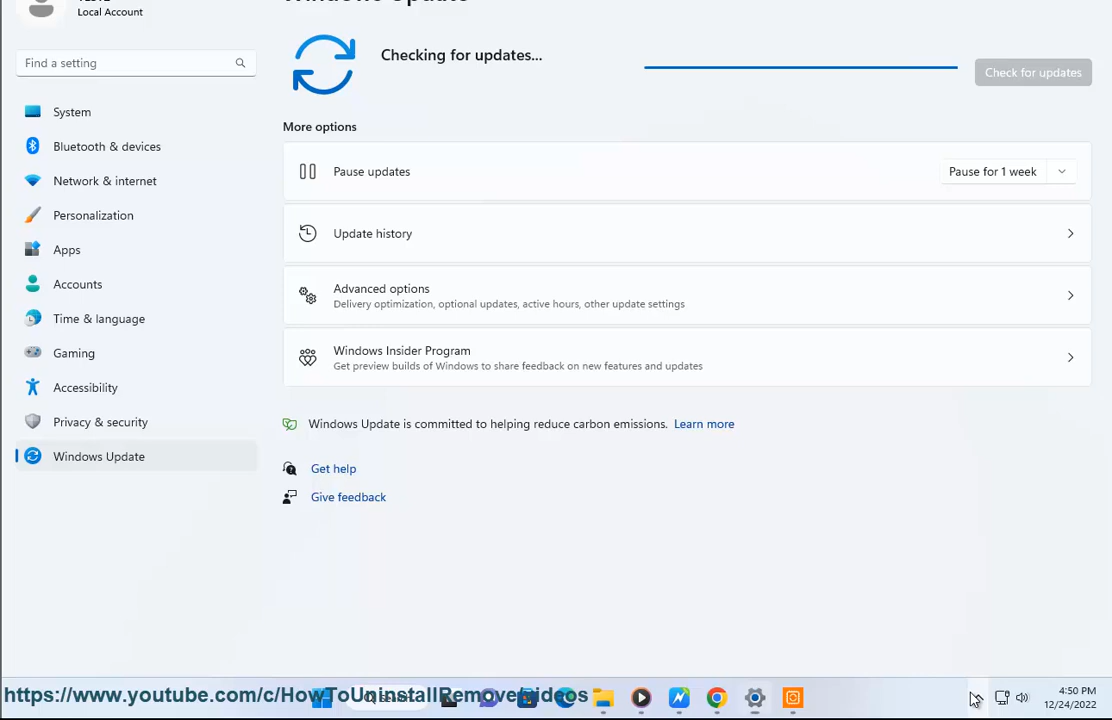 Local Account
Find a setting
System
Bluetooth & devices
Network & internet
Personalization
Apps
Accounts
Time & language
Gaming
Accessibility
Privacy & security
Windows Update
Checking for updates...
Check for updates
More options
Pause updates
Pause for 1 week
Update history
Advanced options
Delivery optimization, optional updates, active hours, other update settings
Windows Insider Program
Get preview builds of Windows to share feedback on new features and updates
Windows Update is committed to helping reduce carbon emissions. Learn more
Get help
Give feedback
https://www.youtube.com/c/HowToUninstallRemovevideos
4:50 PM
12/24/2022